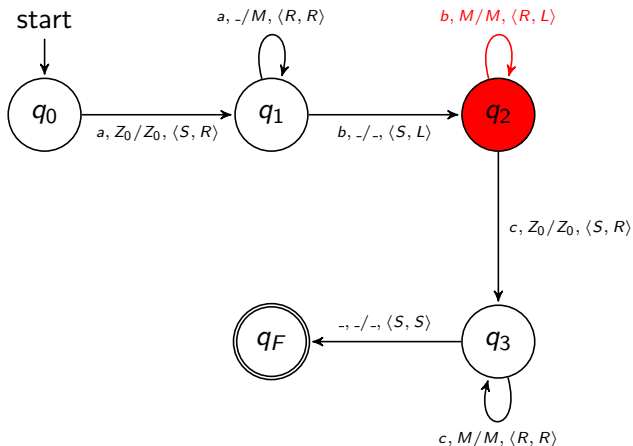 a, _/M, ⟨R, R⟩
b, M/M, ⟨R, L⟩
start
q0
q1
q2
a, Z0/Z0, ⟨S, R⟩
b, _/_, ⟨S, L⟩
c, Z0/Z0, ⟨S, R⟩
qF
q3
_, _/_, ⟨S, S⟩
c, M/M, ⟨R, R⟩